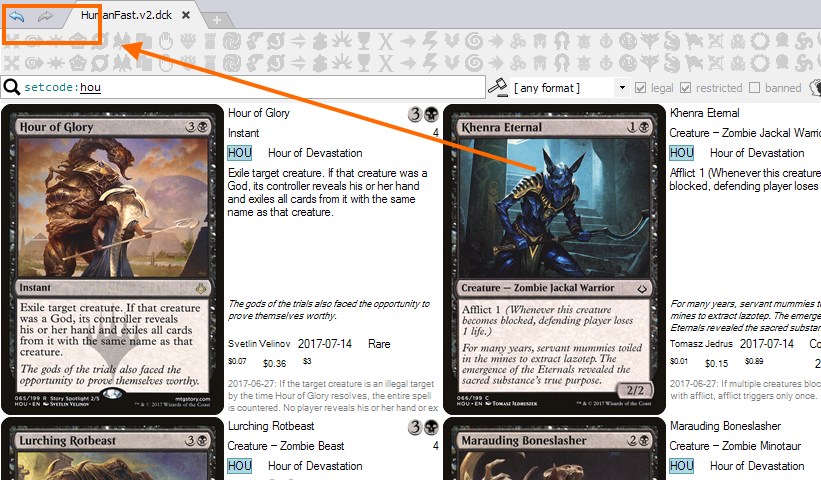 HumanFast.v2.dck
setcode:hou
[ any format ]
legal
restricted
banned
Hour of Glory
Instant
4
HOU Hour of Devastation
Exile target creature. If that creature was a
God, its controller reveals his or her hand
and exiles all cards from it with the same
name as that creature.
The gods of the trials also faced the opportunity to
prove themselves worthy.
Svetlin Velinov 2017-07-14 Rare
$0.07 $0.36 $3
2017-06-27: If the target creature is an illegal target
by the time Hour of Glory resolves, the entire spell
is countered. No player reveals his or her hand or ex
Hour of Glory 3
Instant
Exile target creature. If that creature
was a God, its controller reveals
his or her hand and exiles all cards
from it with the same name as that
creature.
The gods of the trials also faced the
opportunity to prove themselves worthy.
065/199 R Story Spotlight 2/5 mtgstory.com
HOU • EN SVETLIN VELINOV ™ & © 2017 Wizards of the Coast
3
Khenra Eternal 1
Creature – Zombie Jackal Warrior
Afflict 1 (Whenever this creature
becomes blocked, defending player loses
1 life.)
For many years, servant mummies toiled
in the mines to extract lazotep. The
emergence of the Eternals revealed the
sacred substance's true purpose.
2/2
066/199 C
HOU • EN TOMASZ JEDRUSZEK ™ & © 2017 Wizards of the Coast
Khenra Eternal
Creature – Zombie Jackal Warric
HOU Hour of Devastation
Afflict 1 (Whenever this creature
blocked, defending player loses
For many years, servant mummies t
mines to extract lazotep. The emerge
Eternals revealed the sacred substan
Tomasz Jedrus 2017-07-14 Co
$0.01 $0.15 $0.89 2
2017-06-27: If multiple creatures bloc
with afflict, afflict triggers only once.
Lurching Rotbeast 3
Lurching Rotbeast
3
Creature – Zombie Beast
4
HOU Hour of Devastation
Marauding Boneslasher 2
Marauding Boneslasher
Creature – Zombie Minotaur
HOU Hour of Devastation